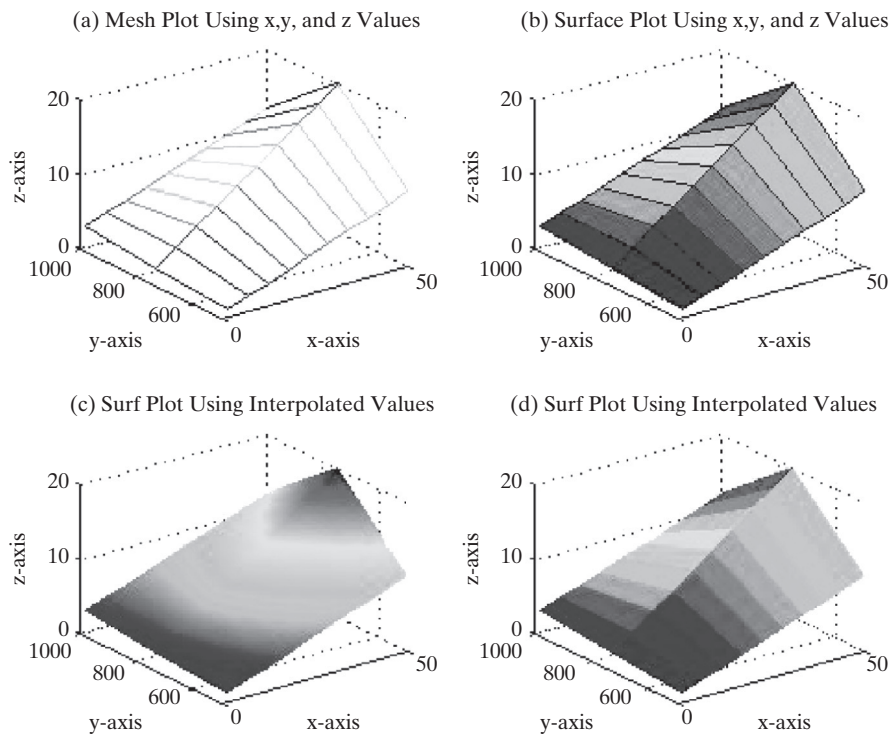 (a) Mesh Plot Using x,y, and z Values
20
10
0
z-axis
1000
800
600
y-axis
0
50
x-axis
(b) Surface Plot Using x,y, and z Values
20
10
0
z-axis
1000
800
600
y-axis
0
50
x-axis
(c) Surf Plot Using Interpolated Values
20
10
0
z-axis
1000
800
600
y-axis
0
50
x-axis
(d) Surf Plot Using Interpolated Values
20
10
0
z-axis
1000
800
600
y-axis
0
50
x-axis